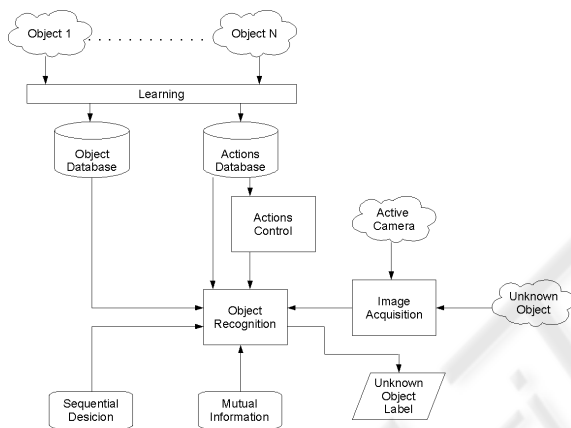 Object 1
Object N
Learning
Object
Database
Actions
Database
Actions
Control
Active
Camera
Object
Recognition
Image
Acquisition
Unknown
Object
Sequential
Desicion
Mutual
Information
Unknown
Object
Label